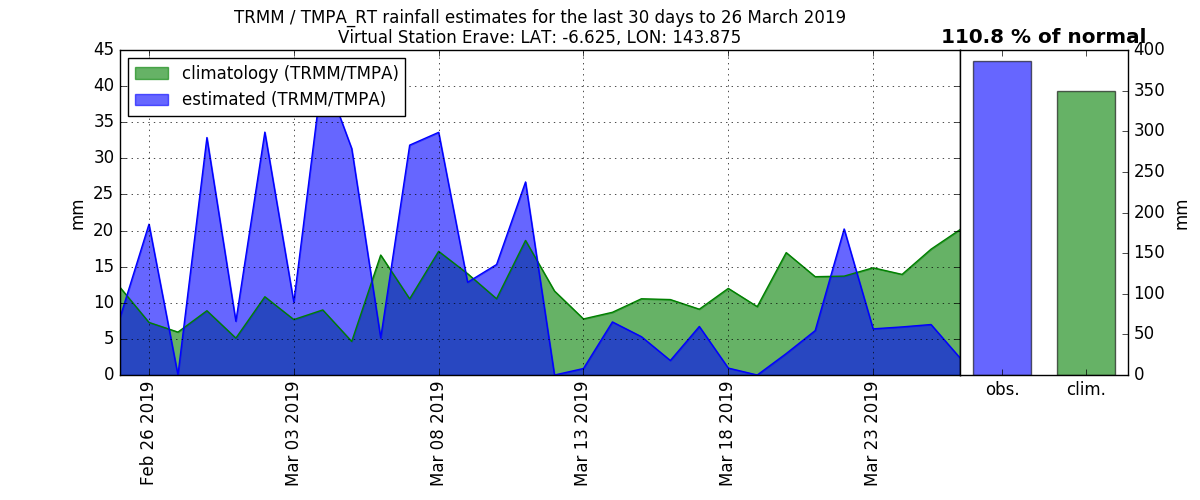 TRMM / TMPA_RT rainfall estimates for the last 30 days to 26 March 2019
Virtual Station Erave: LAT: -6.625, LON: 143.875
110.8 % of normal
climatology (TRMM/TMPA)
estimated (TRMM/TMPA)
45
40
35
30
25
20
15
10
5
0
mm
Feb 26 2019
Mar 03 2019
Mar 08 2019
Mar 13 2019
Mar 18 2019
Mar 23 2019
obs.
clim.
400
350
300
250
200
150
100
50
0
mm